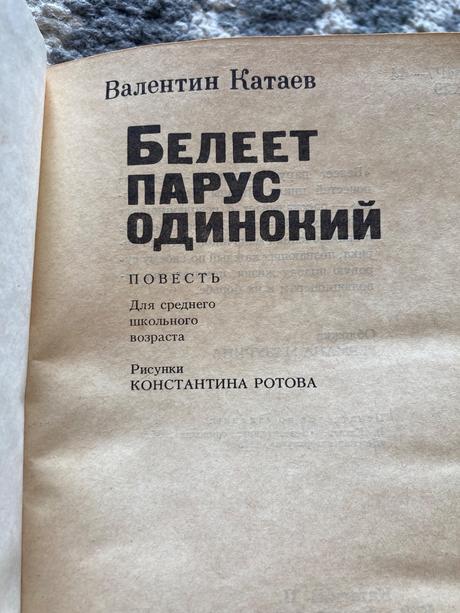 Валентин Катаев
БЕЛЕЕТ
ПАРУС
ОДИНОКИЙ
ПОВЕСТЬ
Для среднего
школьного
возраста
Рисунки
КОНСТАНТИНА РОТОВА